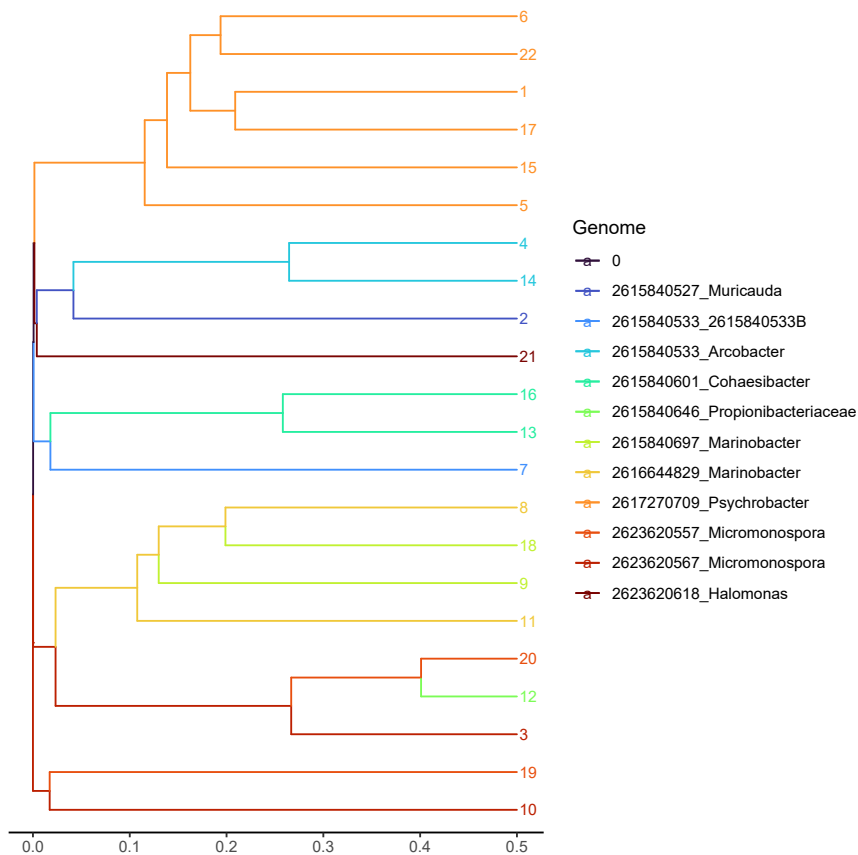 6
22
1
17
15
5
4
14
2
21
16
13
7
8
18
9
11
20
12
3
19
10
0.0 0.1 0.2 0.3 0.4 0.5
Genome
a 0
a 2615840527_Muricauda
a 2615840533_2615840533B
a 2615840533_Arcobacter
a 2615840601_Cohaesibacter
a 2615840646_Propionibacteriaceae
a 2615840697_Marinobacter
a 2616644829_Marinobacter
a 2617270709_Psychrobacter
a 2623620557_Micromonospora
a 2623620567_Micromonospora
a 2623620618_Halomonas